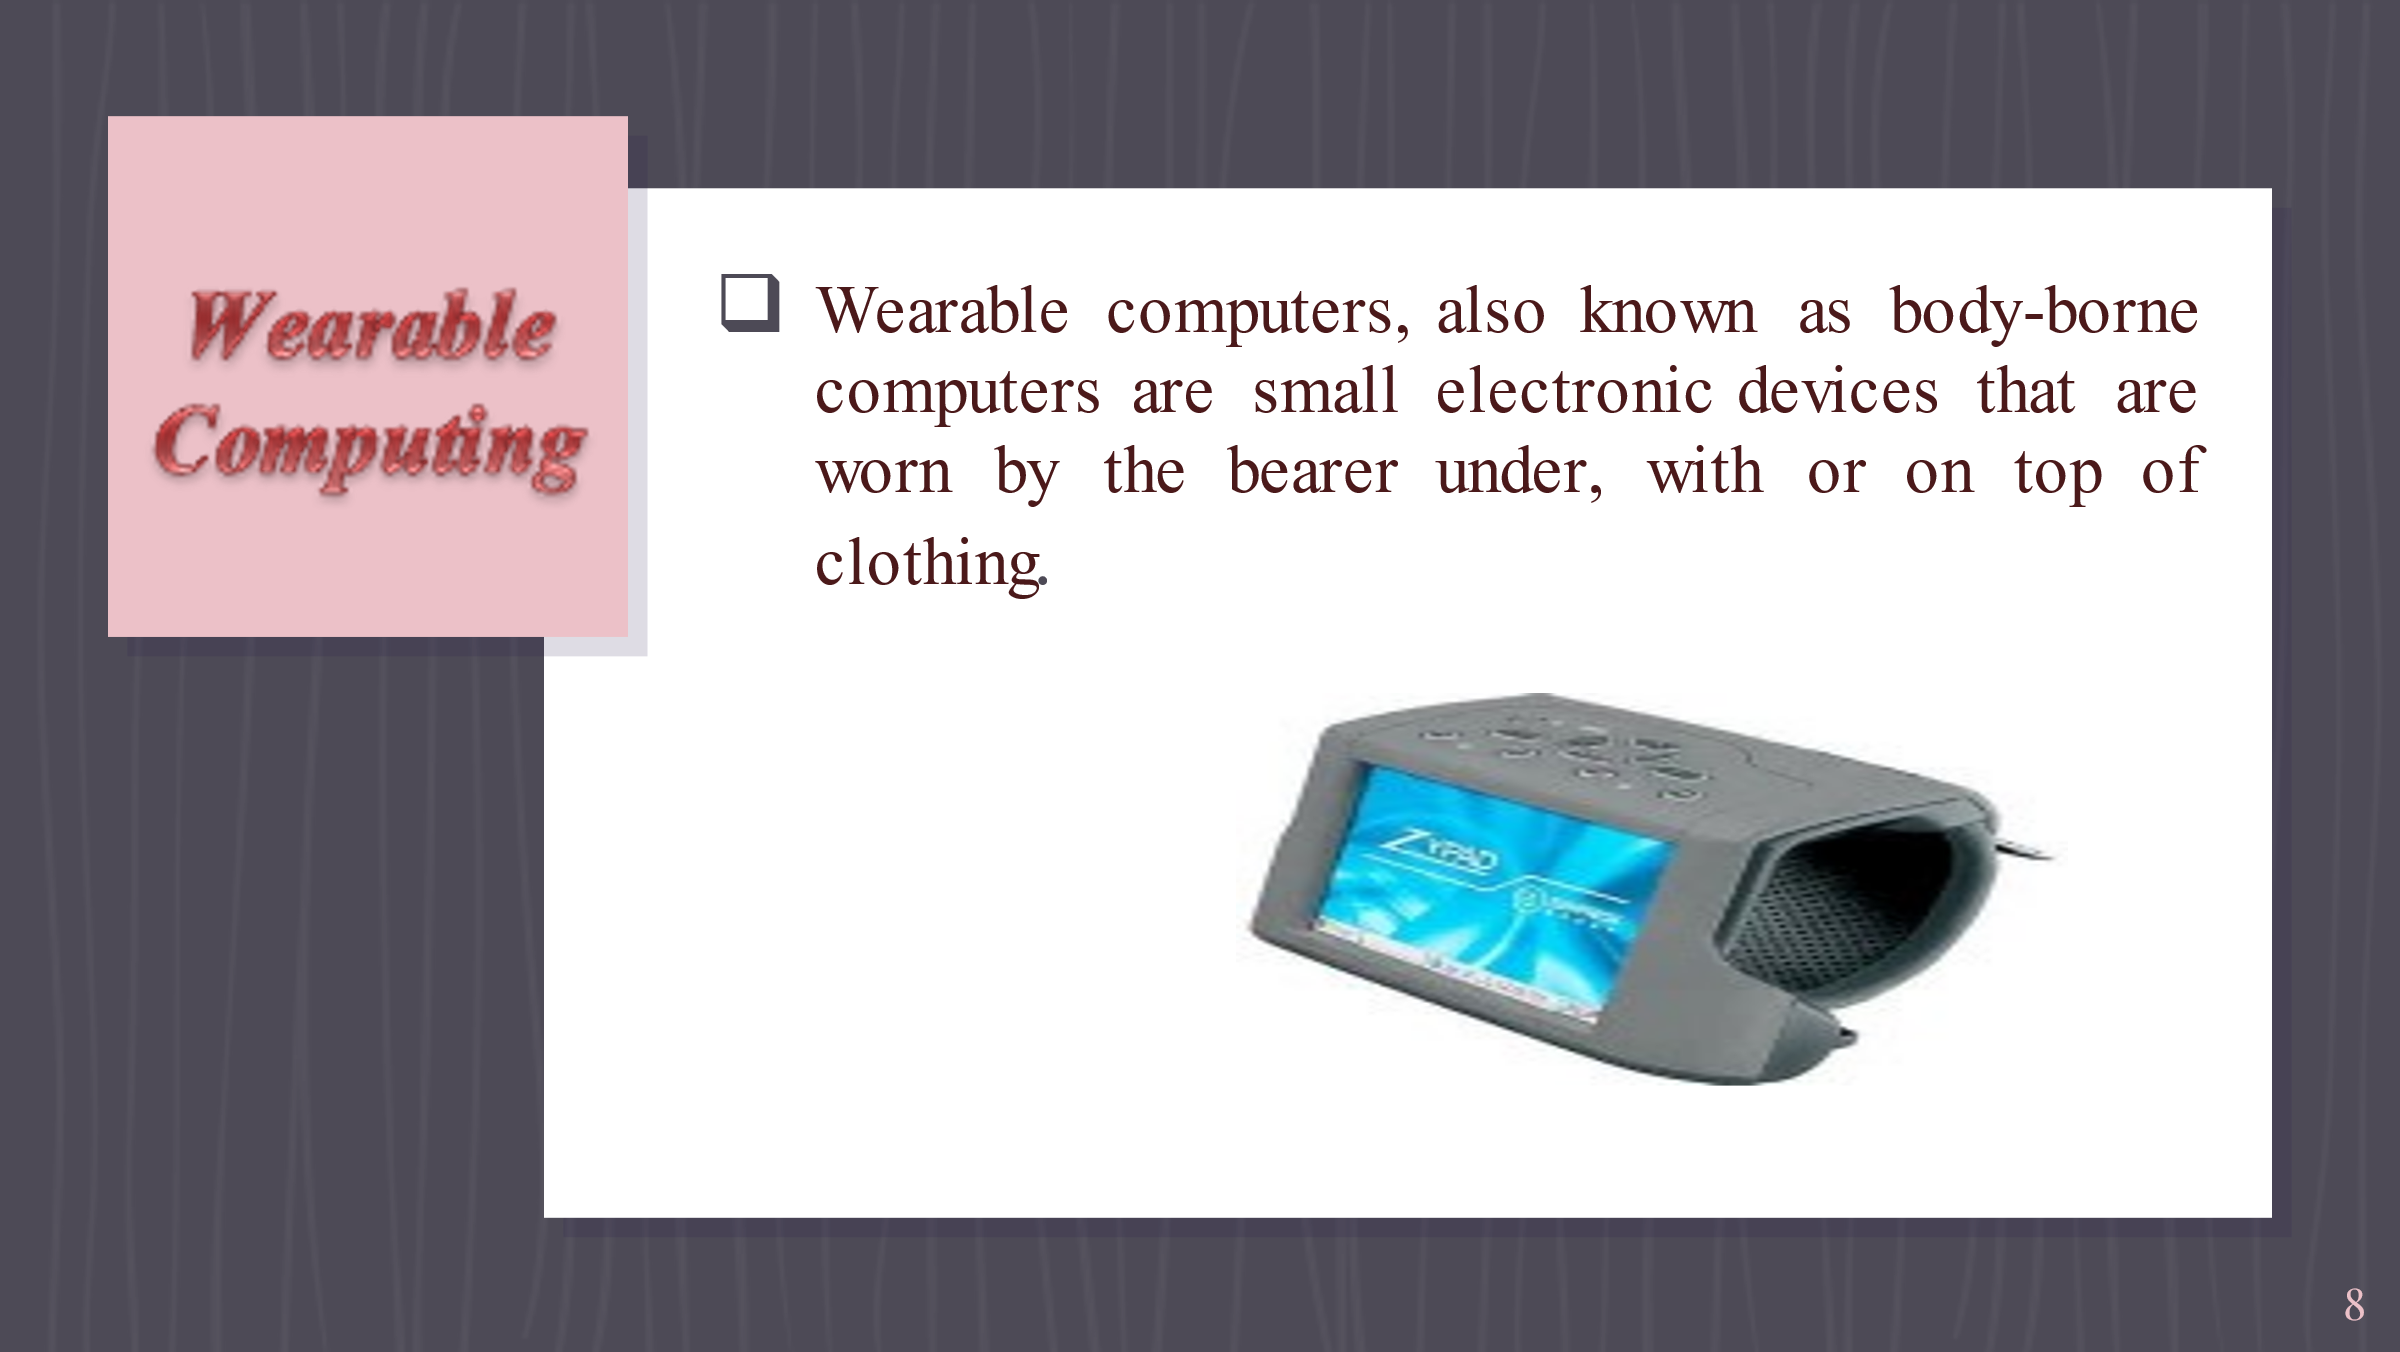 Wearable
Computing
Wearable computers, also known as body-borne
computers are small electronic devices that are
worn by the bearer under, with or on top of
clothing.
ZYPAD
8